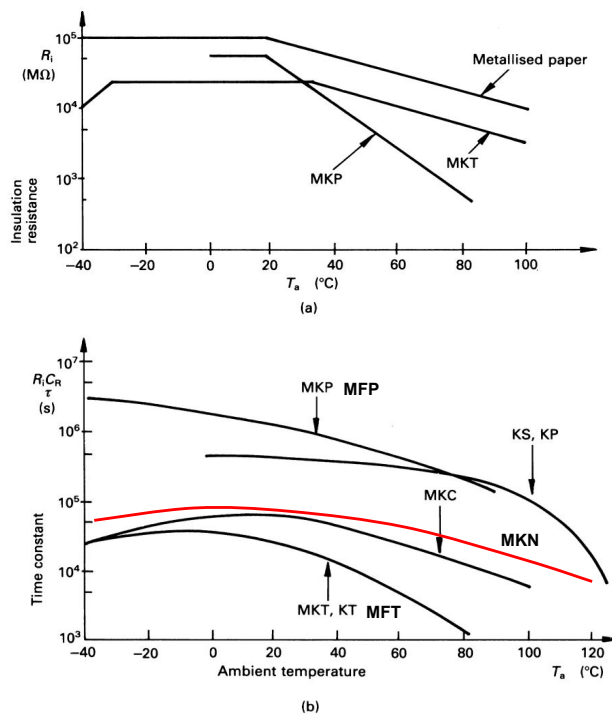 Rᵢ
(MΩ)
10⁵
10⁴
10³
10²
Insulation
resistance
Metallised paper
MKT
MKP
−40 −20 0 20 40 60 80 100
Tₐ (°C)
(a)
RᵢC_R
τ
(s)
10⁷
10⁶
10⁵
10⁴
10³
Time constant
MKP MFP
KS, KP
MKC
MKN
MKT, KT MFT
−40 −20 0 20 40 60 80 100 120
Ambient temperature Tₐ (°C)
(b)